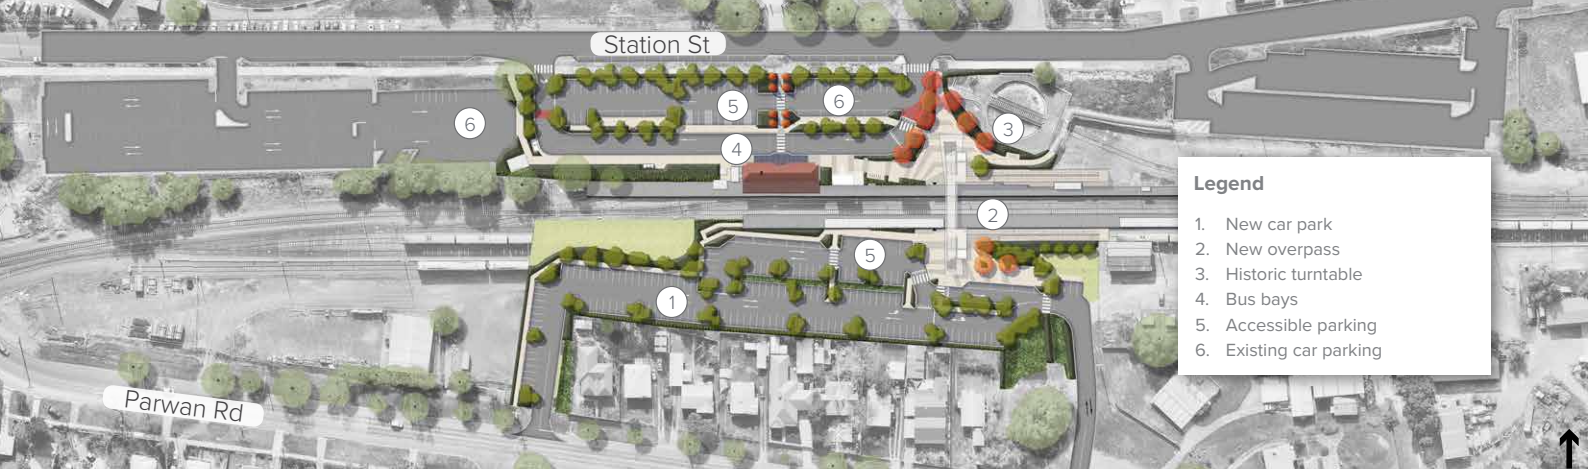 Station St
5
6
6
3
4
2
5
1
Parwan Rd
Legend
1. New car park
2. New overpass
3. Historic turntable
4. Bus bays
5. Accessible parking
6. Existing car parking